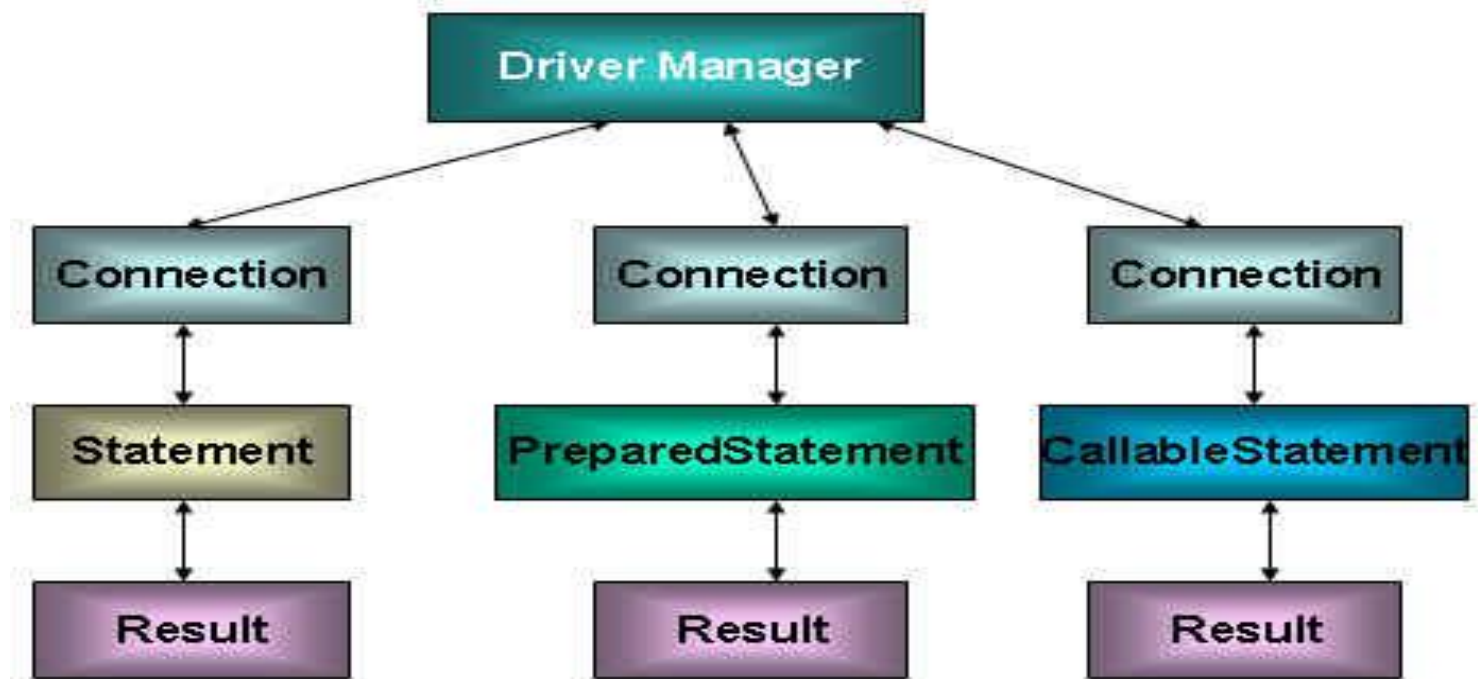 Driver Manager
Connection
Connection
Connection
Statement
PreparedStatement
CallableStatement
Result
Result
Result